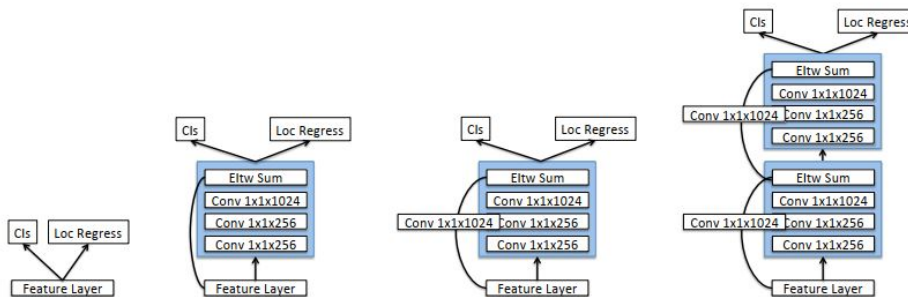 Cls
Loc Regress
Feature Layer
Cls
Loc Regress
Eltw Sum
Conv 1x1x1024
Conv 1x1x256
Conv 1x1x256
Feature Layer
Cls
Loc Regress
Eltw Sum
Conv 1x1x1024
Conv 1x1x1024
Conv 1x1x256
Conv 1x1x256
Feature Layer
Cls
Loc Regress
Eltw Sum
Conv 1x1x1024
Conv 1x1x1024
Conv 1x1x256
Conv 1x1x256
Eltw Sum
Conv 1x1x1024
Conv 1x1x1024
Conv 1x1x256
Conv 1x1x256
Feature Layer